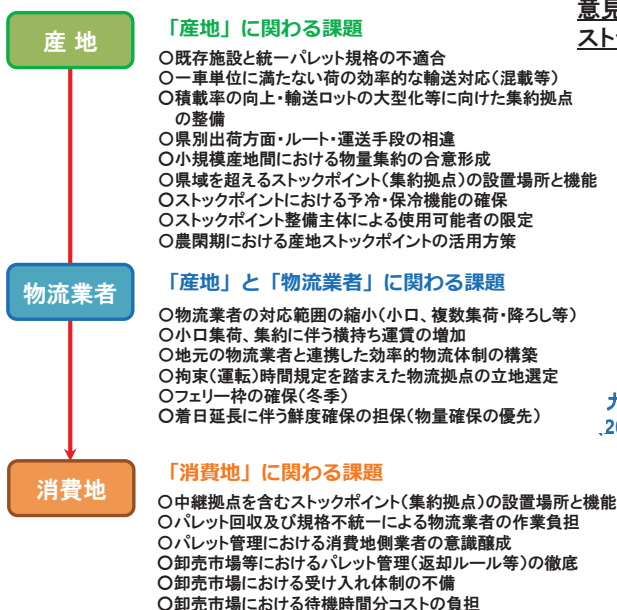 産 地
「産地」に関わる課題
○既存施設と統一パレット規格の不適合
○一車単位に満たない荷の効率的な輸送対応(混載等)
○積載率の向上・輸送ロットの大型化等に向けた集約拠点
の整備
○県別出荷方面・ルート・運送手段の相違
○小規模産地間における物量集約の合意形成
○県域を超えるストックポイント(集約拠点)の設置場所と機能
○ストックポイントにおける予冷・保冷機能の確保
○ストックポイント整備主体による使用可能者の限定
○農閑期における産地ストックポイントの活用方策
物流業者
「産地」と「物流業者」に関わる課題
○物流業者の対応範囲の縮小(小口、複数集荷・降ろし等)
○小口集荷、集約に伴う横持ち運賃の増加
○地元の物流業者と連携した効率的物流体制の構築
○拘束(運転)時間規定を踏まえた物流拠点の立地選定
○フェリー枠の確保(冬季)
○着日延長に伴う鮮度確保の担保(物量確保の優先)
消費地
「消費地」に関わる課題
○中継拠点を含むストックポイント(集約拠点)の設置場所と機能
○パレット回収及び規格不統一による物流業者の作業負担
○パレット管理における消費地側業者の意識醸成
○卸売市場等におけるパレット管理(返却ルール等)の徹底
○卸売市場における受け入れ体制の不備
○卸売市場における待機時間分コストの負担
意見
スト